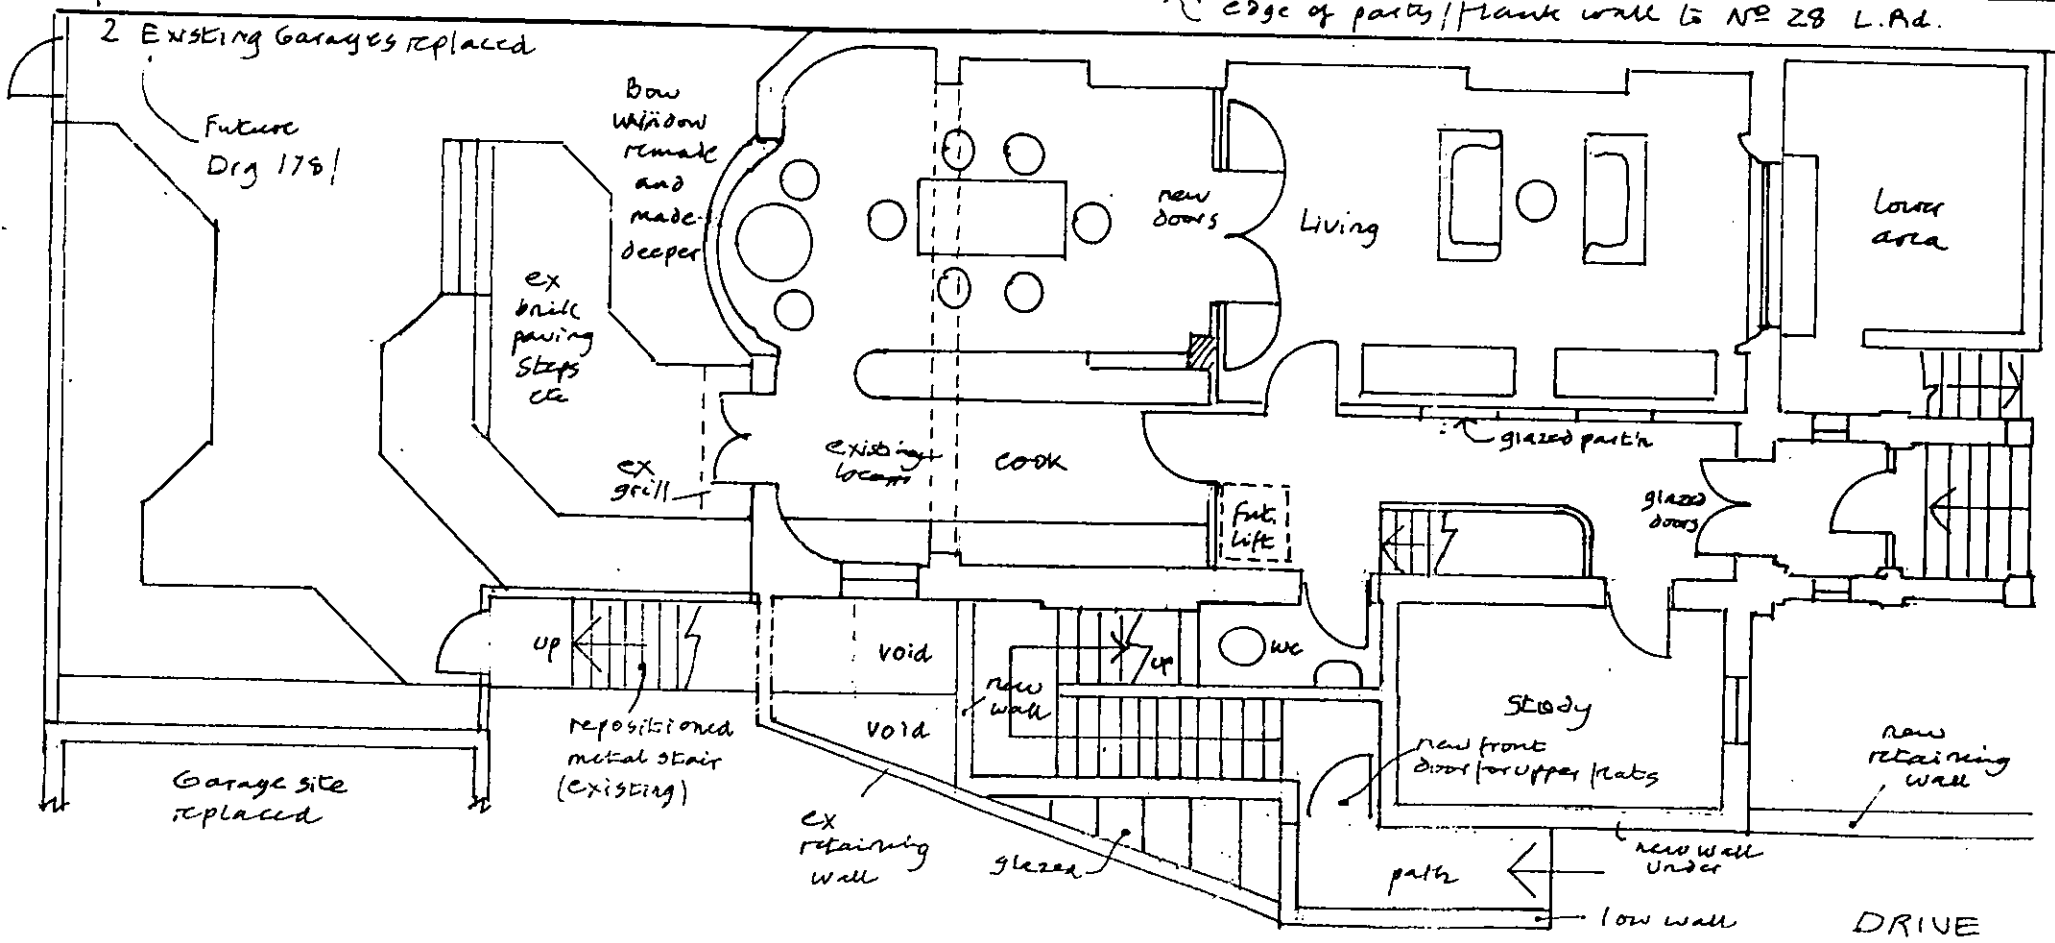 edge of party/flank wall to Nº 28 L.Rd.
2 Existing Garages replaced
Future
Drg 178/
Bow
window
remade
and
made
deeper
new
doors
Living
Lower
area
ex
brick
paving
steps
etc
ex
grill
existing
cook
glazed part'n
glazed
doors
Fut.
Lift
up
void
void
new
wall
up
wc
Study
reposiitioned
metal stair
(existing)
new front
door for upper flats
new
retaining
wall
Garage site
replaced
ex
retaining
wall
glazed
path
new wall
under
low wall
DRIVE